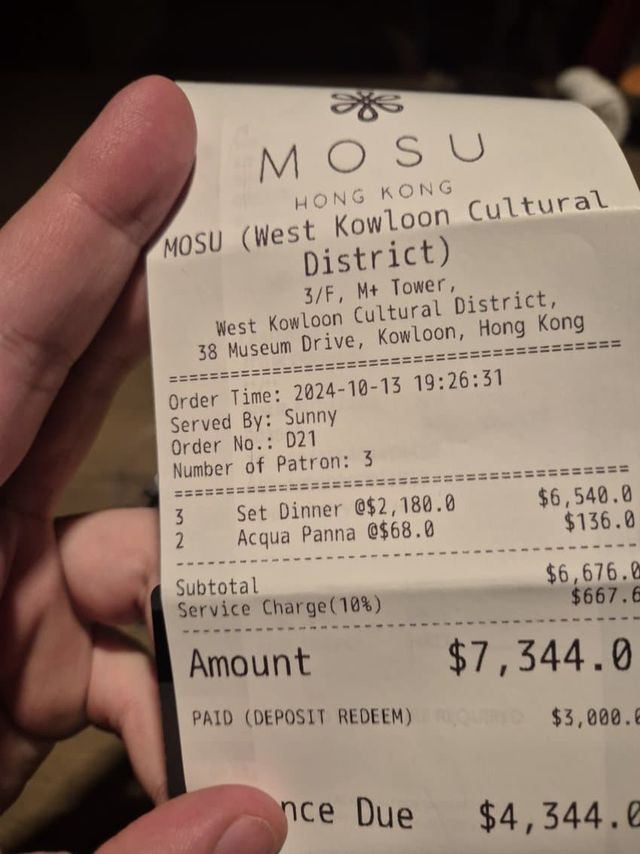 MOSU
HONG KONG
MOSU (West Kowloon Cultural
District)
3/F, M+ Tower,
West Kowloon Cultural District,
38 Museum Drive, Kowloon, Hong Kong
Order Time: 2024-10-13 19:26:31
Served By: Sunny
Order No.: D21
Number of Patron: 3
3 Set Dinner @$2,180.0 $6,540.0
2 Acqua Panna @$68.0 $136.0
Subtotal $6,676.0
Service Charge(10%) $667.6
Amount $7,344.0
PAID (DEPOSIT REDEEM) $3,000.0
nce Due $4,344.0